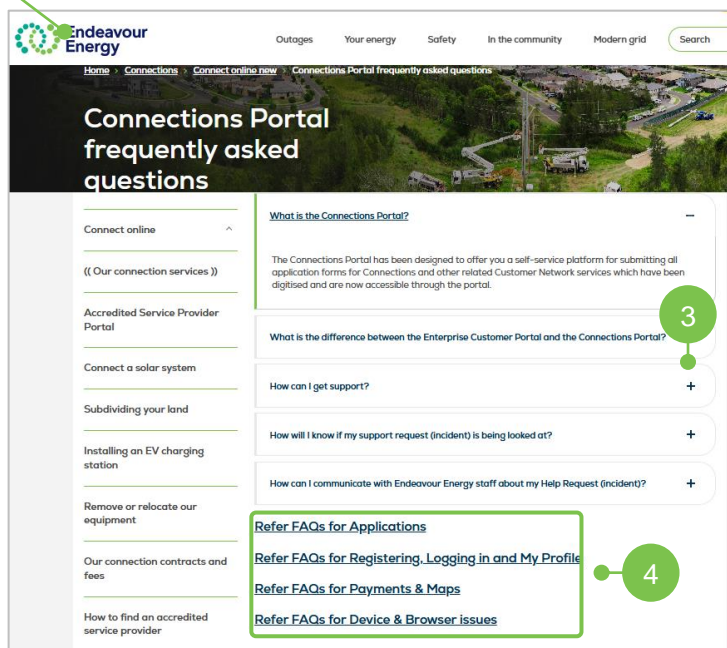 Endeavour
Energy
Outages Your energy Safety In the community Modern grid Search
Home > Connections > Connect online new > Connections Portal frequently asked questions
Connections Portal
frequently asked
questions
Connect online
(( Our connection services ))
Accredited Service Provider
Portal
Connect a solar system
Subdividing your land
Installing an EV charging
station
Remove or relocate our
equipment
Our connection contracts and
fees
How to find an accredited
service provider
What is the Connections Portal?
The Connections Portal has been designed to offer you a self-service platform for submitting all
application forms for Connections and other related Customer Network services which have been
digitised and are now accessible through the portal.
3
What is the difference between the Enterprise Customer Portal and the Connections Portal?
How can I get support?
How will I know if my support request (incident) is being looked at?
How can I communicate with Endeavour Energy staff about my Help Request (incident)?
Refer FAQs for Applications
Refer FAQs for Registering, Logging in and My Profile
Refer FAQs for Payments & Maps
Refer FAQs for Device & Browser issues
4